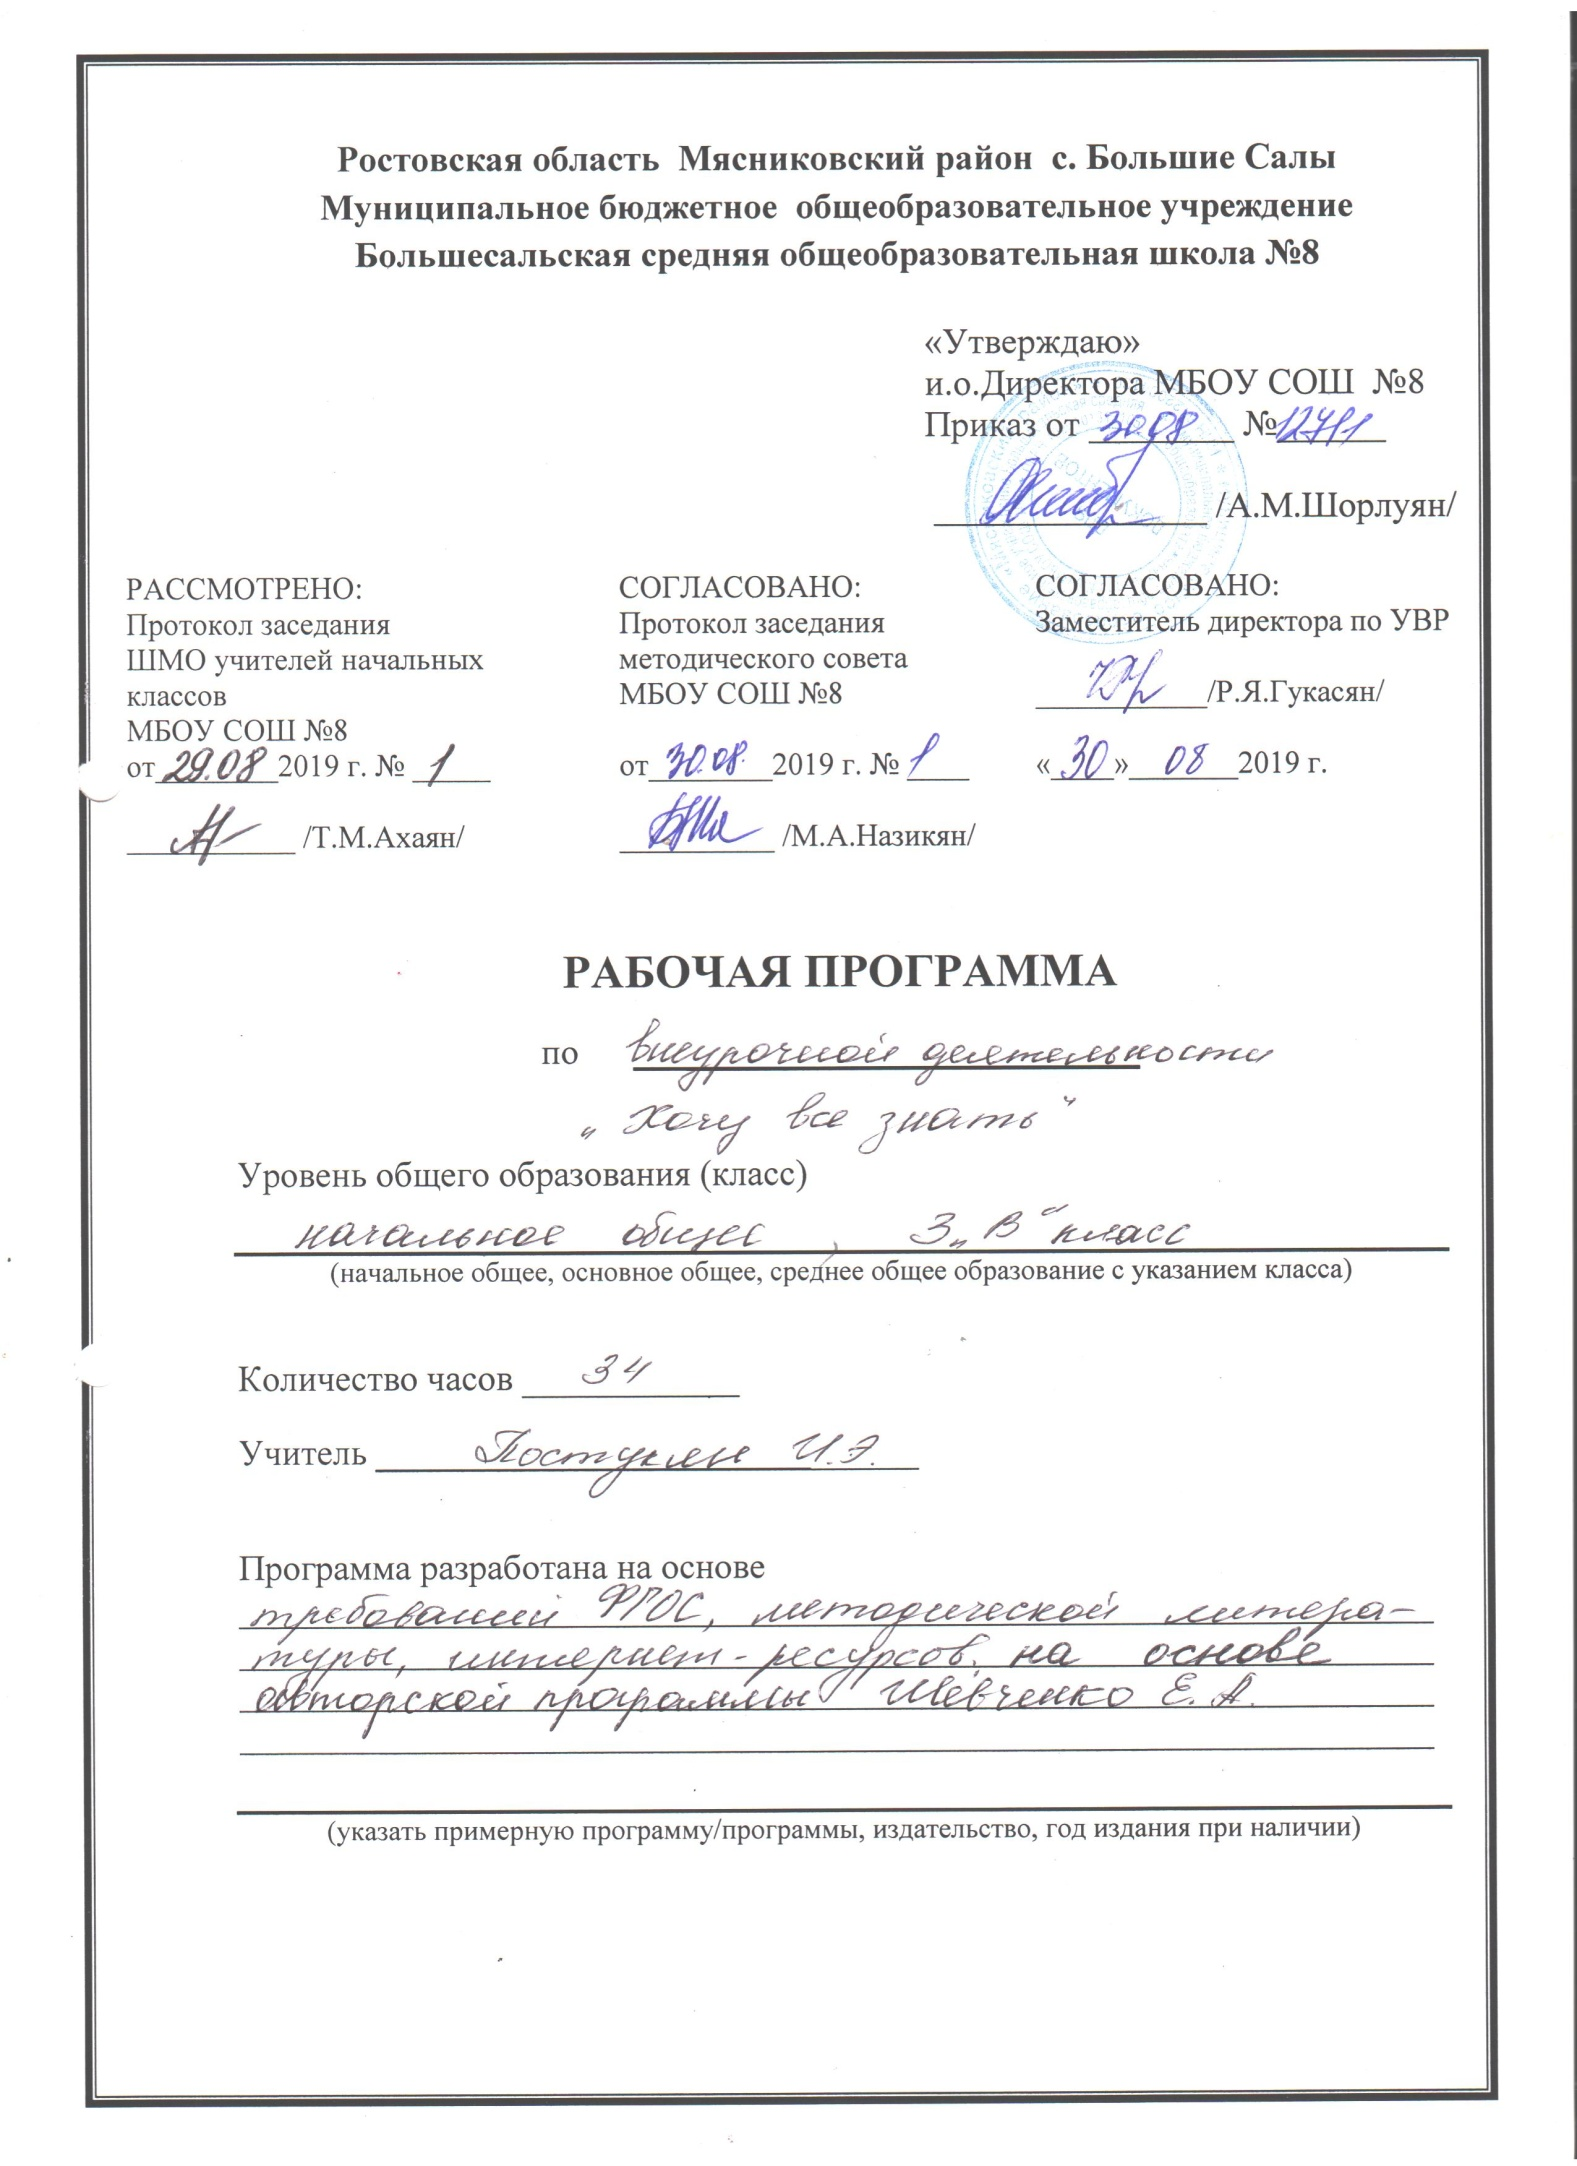 Ростовская область Мясниковский район с. Большие Салы
Муниципальное бюджетное общеобразовательное учреждение
Большесальская средняя общеобразовательная школа №8
«Утверждаю»
и.о.Директора МБОУ СОШ №8
Приказ от 30.08 №
/А.М.Шорлуян/
РАССМОТРЕНО:
Протокол заседания
ШМО учителей начальных
классов
МБОУ СОШ №8
от 29.08 2019 г. № 1
/Т.М.Ахаян/
СОГЛАСОВАНО:
Протокол заседания
методического совета
МБОУ СОШ №8
от 30.08. 2019 г. № 1
/М.А.Назикян/
СОГЛАСОВАНО:
Заместитель директора по УВР
/Р.Я.Гукасян/
«30» 08 2019 г.
РАБОЧАЯ ПРОГРАММА
по внеурочной деятельности
„Хочу все знать“
Уровень общего образования (класс)
начальное общее, 3„В“ класс
(начальное общее, основное общее, среднее общее образование с указанием класса)
Количество часов 34
Учитель И.Э.
Программа разработана на основе
требований ФГОС, методической литера-
туры, интернет-ресурсов, на основе
авторской программы Шевченко Е.А.
(указать примерную программу/программы, издательство, год издания при наличии)